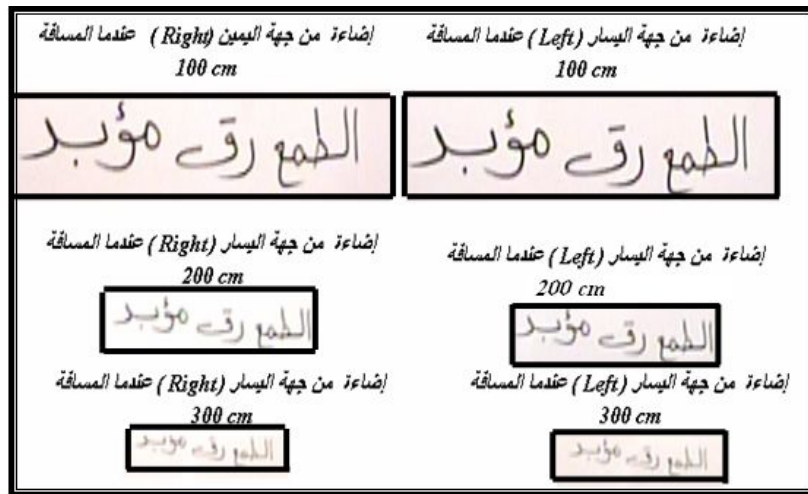 إضاءة من جهة اليمين (Right) عندما المسافة
100 cm
الطمع رق مؤبد
إضاءة من جهة اليسار (Left) عندما المسافة
100 cm
الطمع رق مؤبد
إضاءة من جهة اليسار (Right) عندما المسافة
200 cm
الطمع رق مؤبد
إضاءة من جهة اليسار (Left) عندما المسافة
200 cm
الطمع رق مؤبد
إضاءة من جهة اليسار (Right) عندما المسافة
300 cm
الطمع رق مؤبد
إضاءة من جهة اليسار (Left) عندما المسافة
300 cm
الطمع رق مؤبد